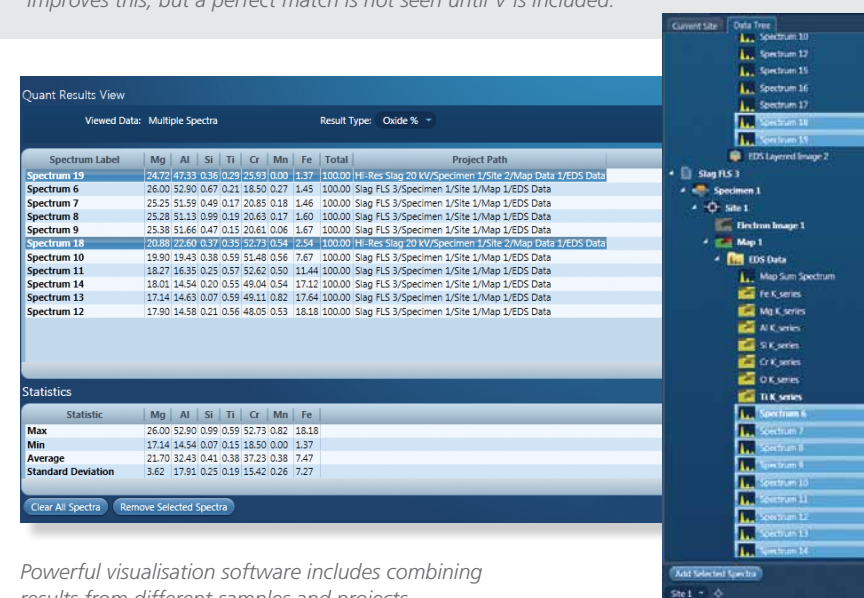 improves this, but a perfect match is not seen until V is included.
Quant Results View
Viewed Data: Multiple Spectra Result Type: Oxide %
Spectrum Label Mg Al Si Ti Cr Mn Fe Total Project Path
Spectrum 19 24.72 47.33 0.36 0.29 25.93 0.00 1.37 100.00 Hi-Res Slag 20 kV/Specimen 1/Site 2/Map Data 1/EDS Data
Spectrum 6 26.00 52.90 0.67 0.21 18.50 0.27 1.45 100.00 Slag FLS 3/Specimen 1/Site 1/Map 1/EDS Data
Spectrum 7 25.25 51.59 0.49 0.17 20.85 0.18 1.46 100.00 Slag FLS 3/Specimen 1/Site 1/Map 1/EDS Data
Spectrum 8 25.28 51.13 0.99 0.19 20.63 0.17 1.60 100.00 Slag FLS 3/Specimen 1/Site 1/Map 1/EDS Data
Spectrum 9 25.38 51.66 0.47 0.15 20.61 0.06 1.67 100.00 Slag FLS 3/Specimen 1/Site 1/Map 1/EDS Data
Spectrum 18 20.88 22.60 0.37 0.35 52.73 0.54 2.54 100.00 Hi-Res Slag 20 kV/Specimen 1/Site 2/Map Data 1/EDS Data
Spectrum 10 19.90 19.43 0.38 0.59 51.48 0.56 7.67 100.00 Slag FLS 3/Specimen 1/Site 1/Map 1/EDS Data
Spectrum 11 18.27 16.35 0.25 0.57 52.62 0.50 11.44 100.00 Slag FLS 3/Specimen 1/Site 1/Map 1/EDS Data
Spectrum 14 18.01 14.54 0.20 0.55 49.04 0.54 17.12 100.00 Slag FLS 3/Specimen 1/Site 1/Map 1/EDS Data
Spectrum 13 17.14 14.63 0.07 0.59 49.11 0.82 17.64 100.00 Slag FLS 3/Specimen 1/Site 1/Map 1/EDS Data
Spectrum 12 17.90 14.58 0.21 0.56 48.05 0.53 18.18 100.00 Slag FLS 3/Specimen 1/Site 1/Map 1/EDS Data
Statistics
Statistic Mg Al Si Ti Cr Mn Fe
Max 26.00 52.90 0.99 0.59 52.73 0.82 18.18
Min 17.14 14.54 0.07 0.15 18.50 0.00 1.37
Average 21.70 32.43 0.41 0.38 37.23 0.38 7.47
Standard Deviation 3.62 17.91 0.25 0.19 15.42 0.26 7.27
Clear All Spectra Remove Selected Spectra
Powerful visualisation software includes combining
results from different samples and projects
Current Site Data Tree
Spectrum 10
Spectrum 12
Spectrum 15
Spectrum 16
Spectrum 17
Spectrum 18
Spectrum 19
EDS Layered Image 2
Slag FLS 3
Specimen 1
Site 1
Electron Image 1
Map 1
EDS Data
Map Sum Spectrum
Fe K_series
Mg K_series
Al K_series
Si K_series
Cr K_series
O K_series
Ti K_series
Spectrum 6
Spectrum 7
Spectrum 8
Spectrum 9
Spectrum 10
Spectrum 11
Spectrum 12
Spectrum 13
Spectrum 14
Add Selected Spectra
Site 1